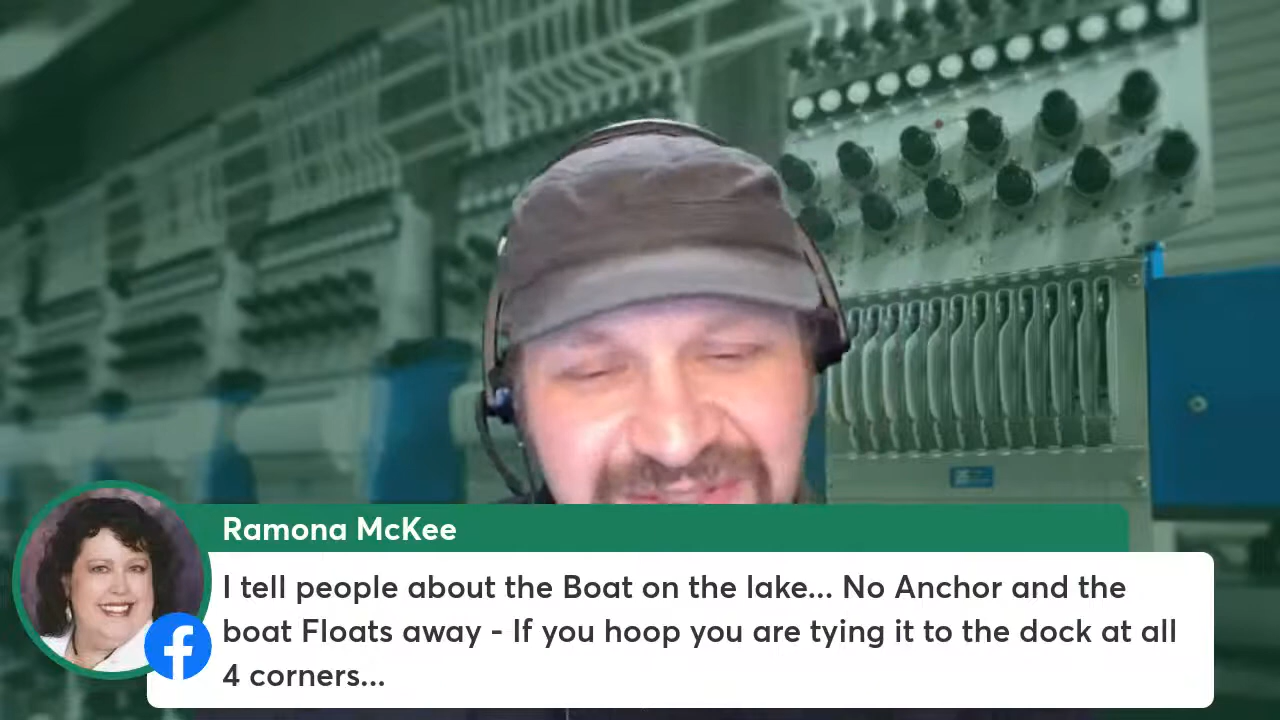 Ramona McKee
I tell people about the Boat on the lake... No Anchor and the
boat Floats away - If you hoop you are tying it to the dock at all
4 corners...